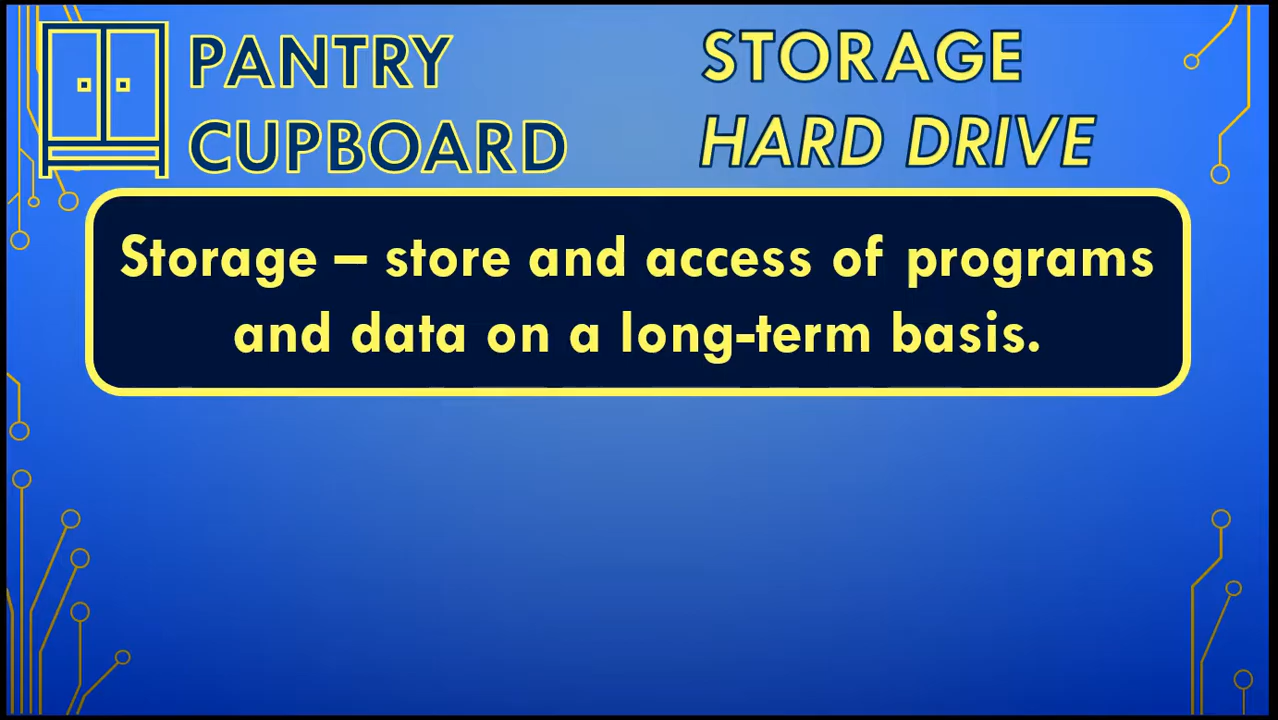 PANTRY
CUPBOARD
STORAGE
HARD DRIVE
Storage – store and access of programs
and data on a long-term basis.